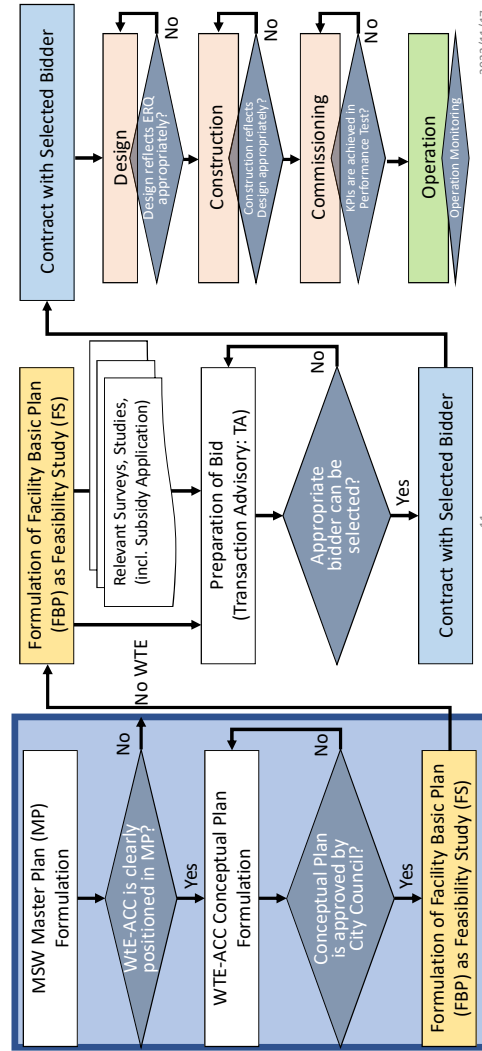 MSW Master Plan (MP)
Formulation
WtE-ACC is clearly
positioned in MP?
No
No WTE
Yes
WTE-ACC Conceptual Plan
Formulation
Conceptual Plan
is approved by
City Council?
No
Yes
Formulation of Facility Basic Plan
(FBP) as Feasibility Study (FS)
Formulation of Facility Basic Plan
(FBP) as Feasibility Study (FS)
Relevant Surveys, Studies,
(incl. Subsidy Application)
Preparation of Bid
(Transaction Advisory: TA)
Appropriate
bidder can be
selected?
No
Yes
Contract with Selected Bidder
Contract with Selected Bidder
Design
Design reflects ERQ
appropriately?
No
Construction
Construction reflects
Design appropriately?
No
Commissioning
KPIs are achieved in
Performance Test?
No
Operation
Operation Monitoring